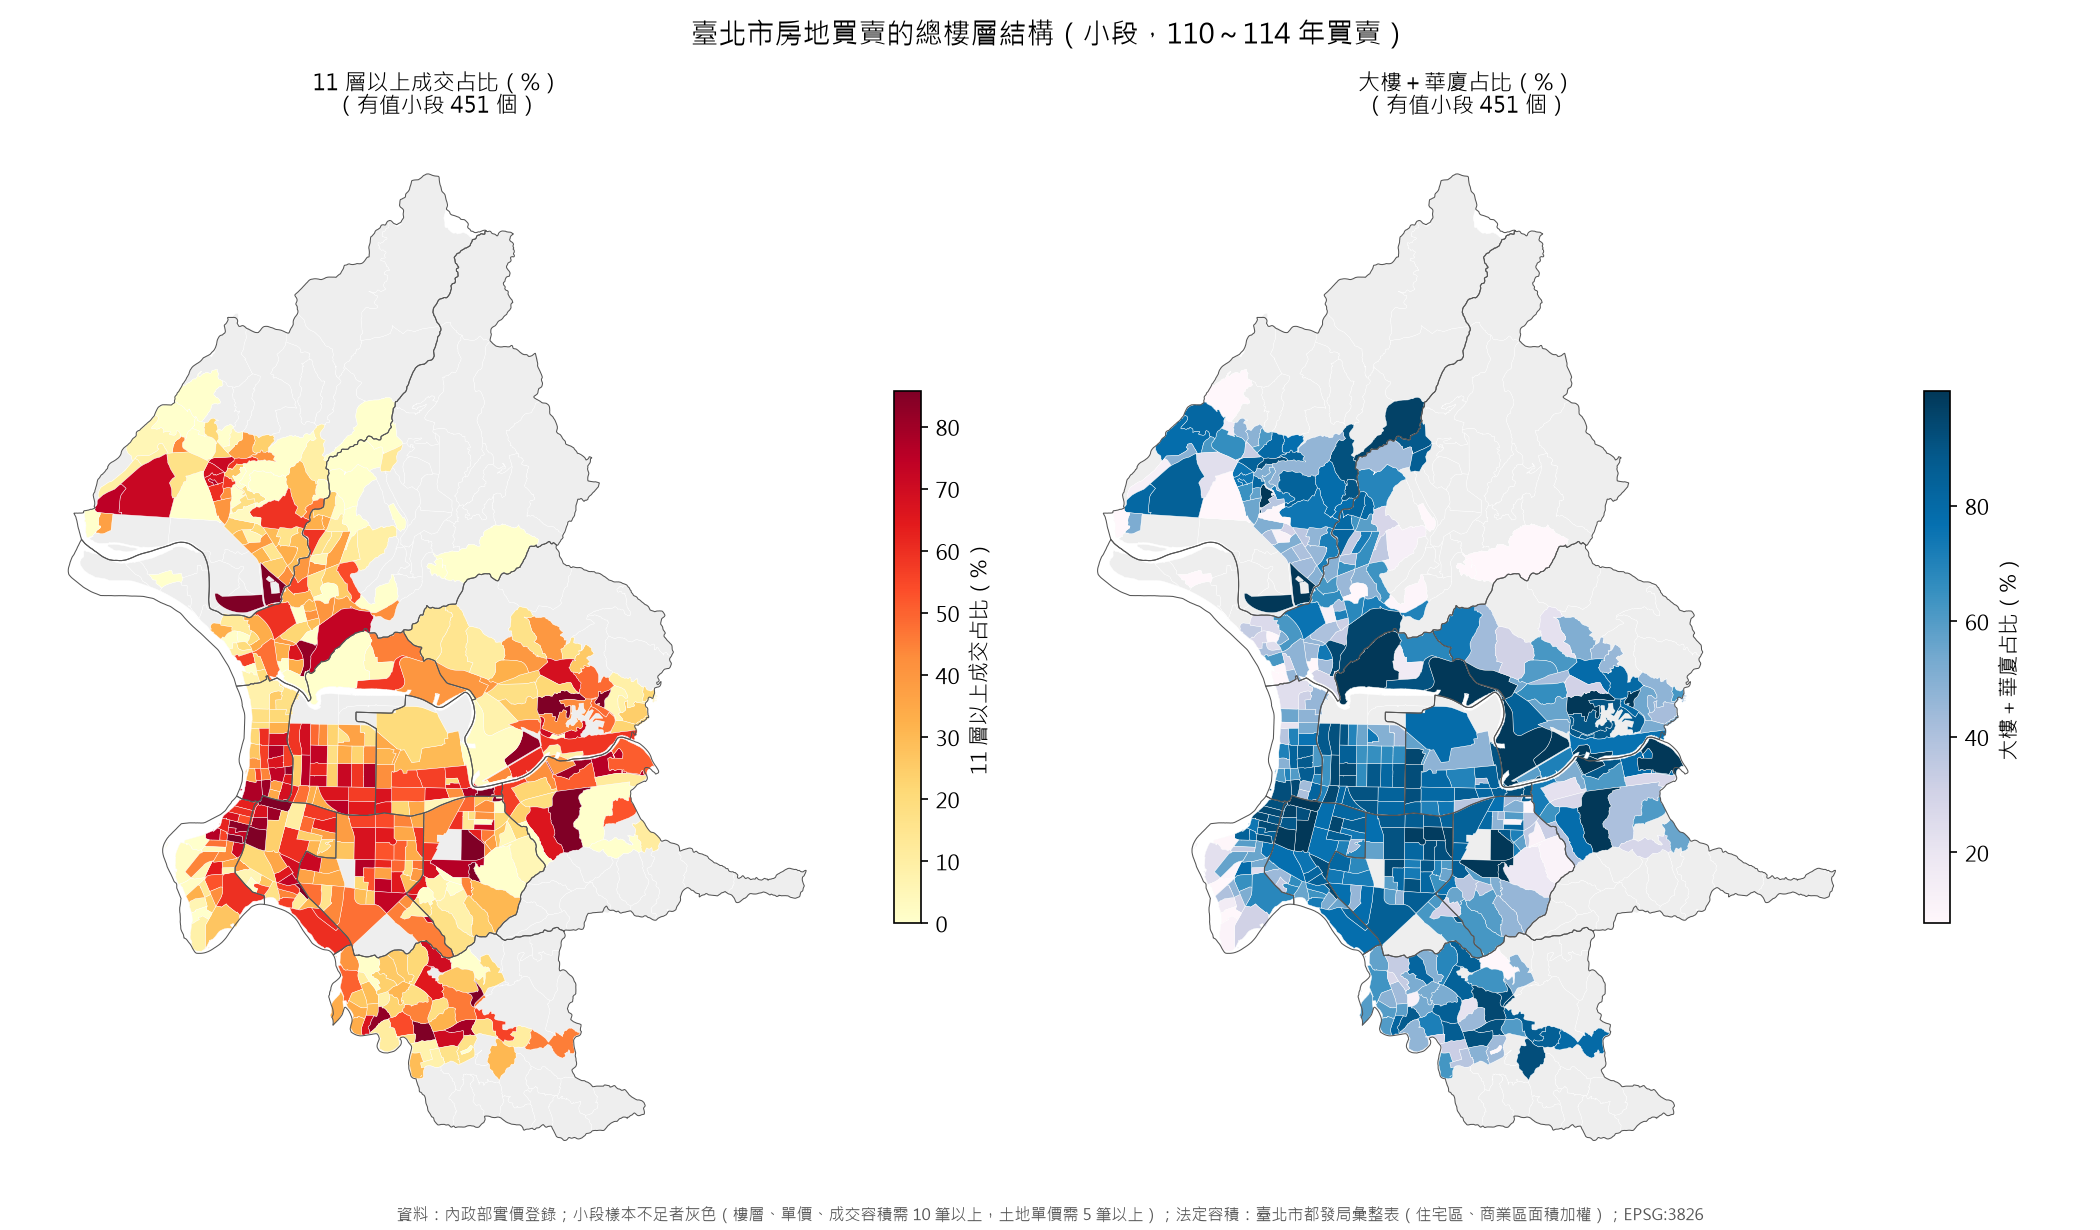 臺北市房地買賣的總樓層結構（小段，110～114 年買賣）
11 層以上成交占比（%）
（有值小段 451 個）
大樓＋華廈占比（%）
（有值小段 451 個）
80
70
60
50
40
30
20
10
0
11 層以上成交占比（%）
80
60
40
20
大樓＋華廈占比（%）
資料：內政部實價登錄；小段樣本不足者灰色（樓層、單價、成交容積需 10 筆以上，土地單價需 5 筆以上）；法定容積：臺北市都發局彙整表（住宅區、商業區面積加權）；EPSG:3826